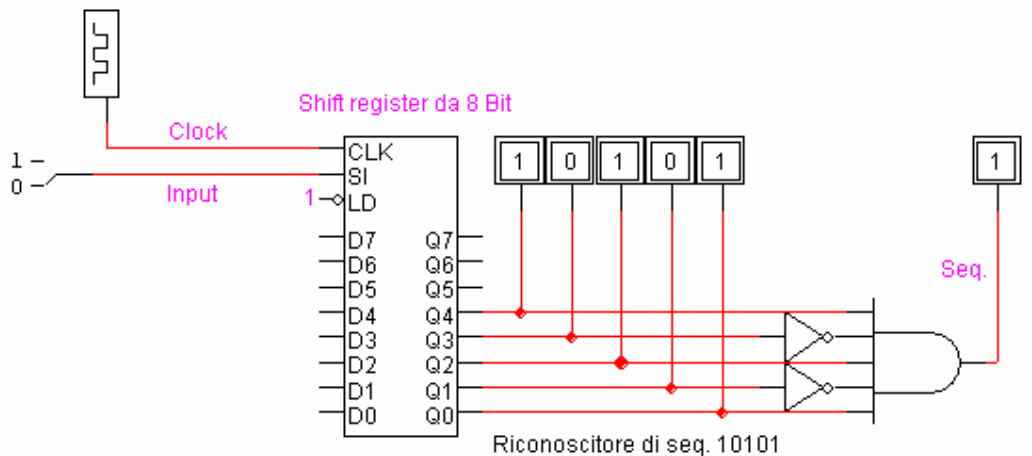 Shift register da 8 Bit
Clock
1
0
Input
1
CLK
SI
LD
D7 Q7
D6 Q6
D5 Q5
D4 Q4
D3 Q3
D2 Q2
D1 Q1
D0 Q0
1 0 1 0 1
1
Seq.
Riconoscitore di seq. 10101